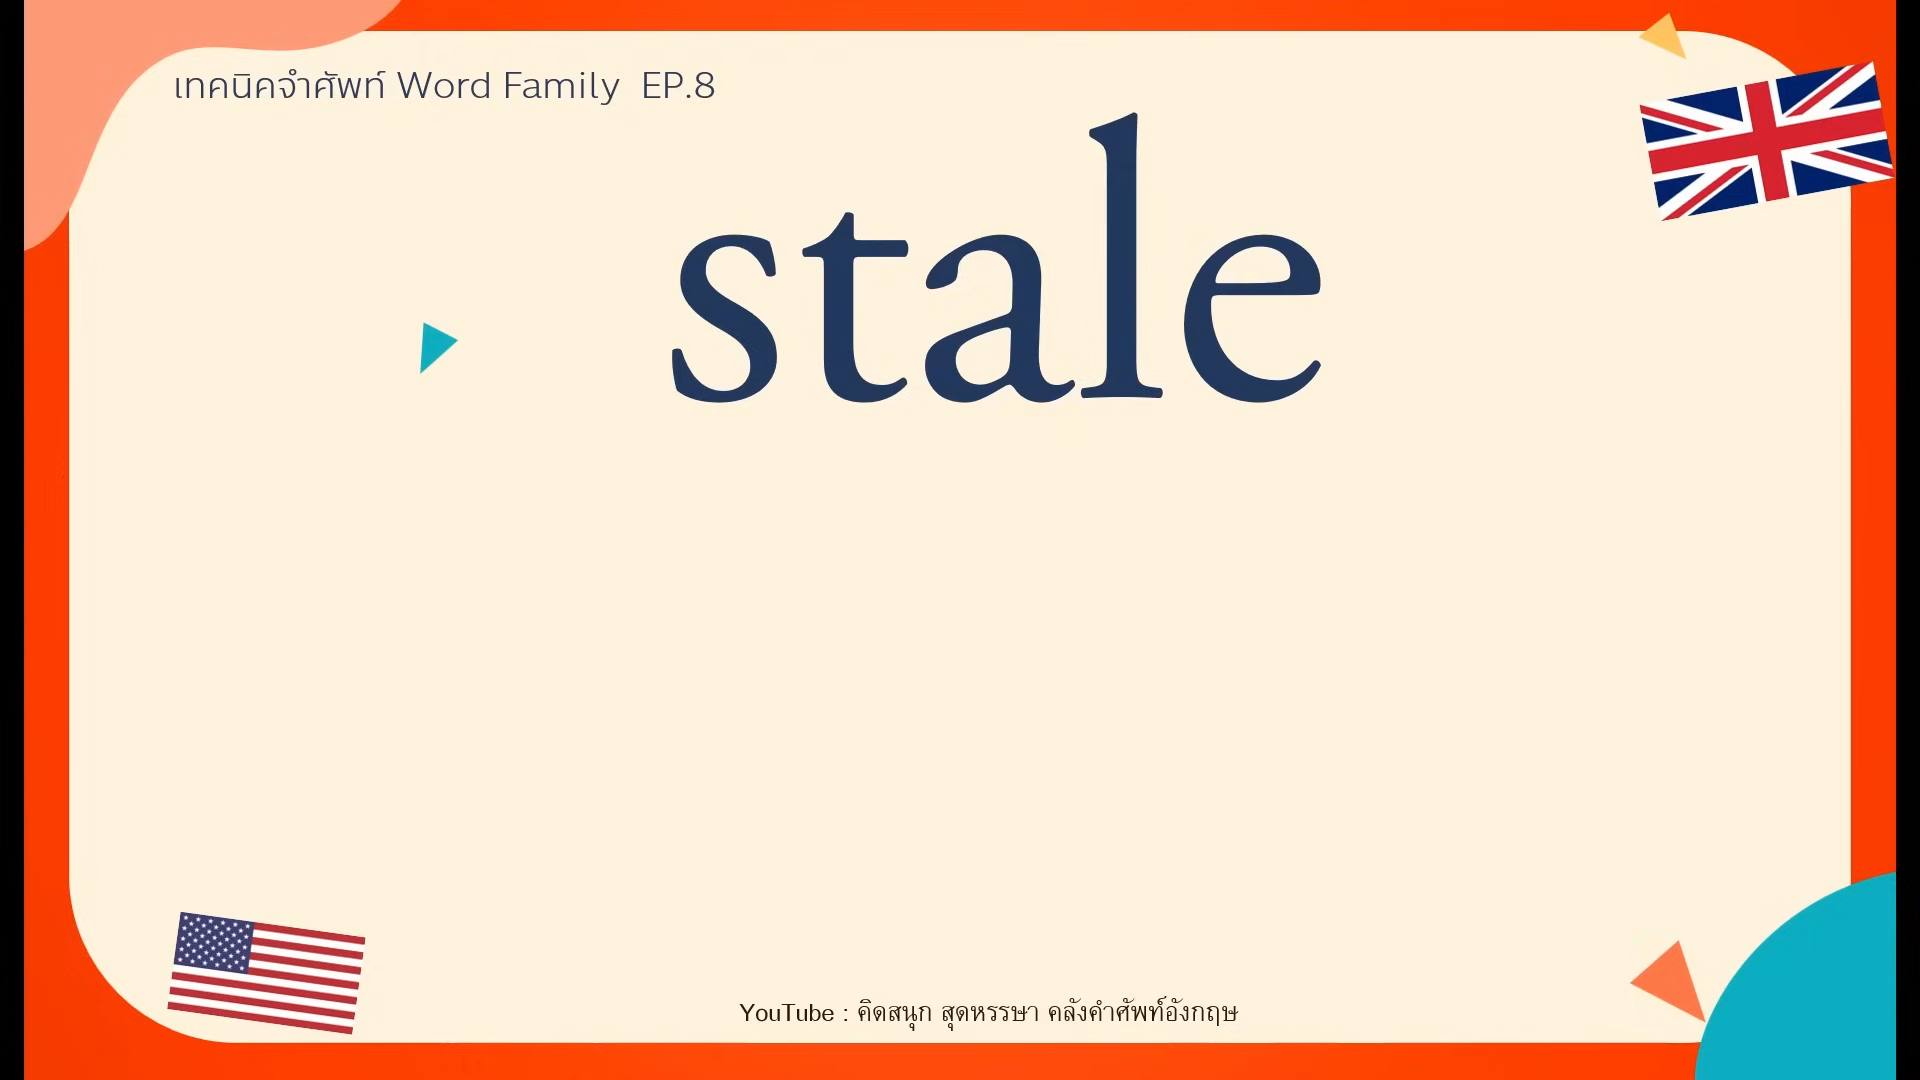 เทคนิคจำศัพท์ Word Family EP.8
stale
YouTube : คิดสนุก สุดหรรษา คลังคำศัพท์อังกฤษ